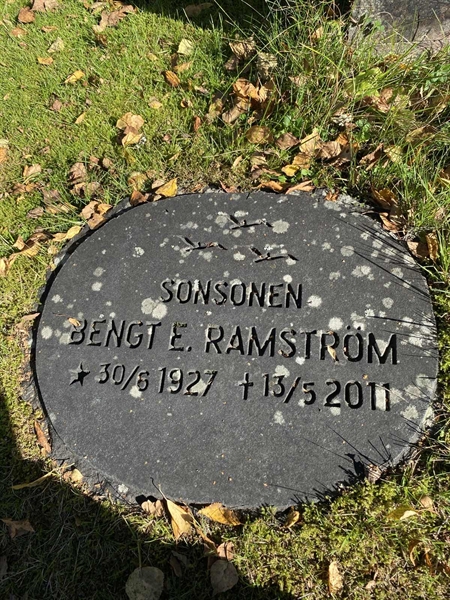 SONSONEN
BENGT E. RAMSTRÖM
★ 30/6 1927 † 13/5 2011